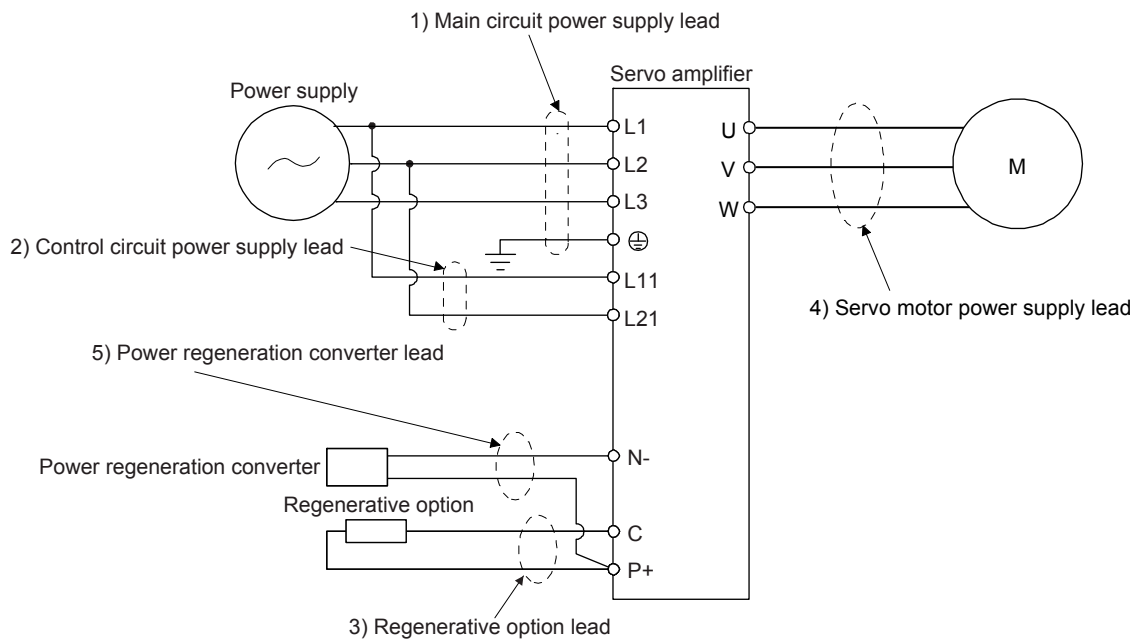 1) Main circuit power supply lead
Servo amplifier
Power supply
L1
U
L2
V
M
L3
W
2) Control circuit power supply lead
L11
L21
4) Servo motor power supply lead
5) Power regeneration converter lead
N-
Power regeneration converter
Regenerative option
C
P+
3) Regenerative option lead